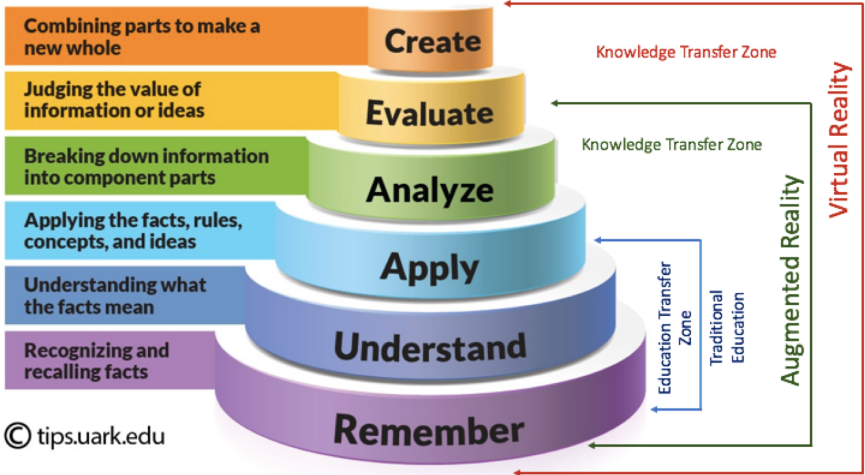 Combining parts to make a
new whole
Create
Knowledge Transfer Zone
Judging the value of
information or ideas
Evaluate
Knowledge Transfer Zone
Breaking down information
into component parts
Analyze
Applying the facts, rules,
concepts, and ideas
Apply
Understanding what
the facts mean
Understand
Recognizing and
recalling facts
Remember
Education Transfer
Zone
Traditional
Education
Augmented Reality
Virtual Reality
© tips.uark.edu